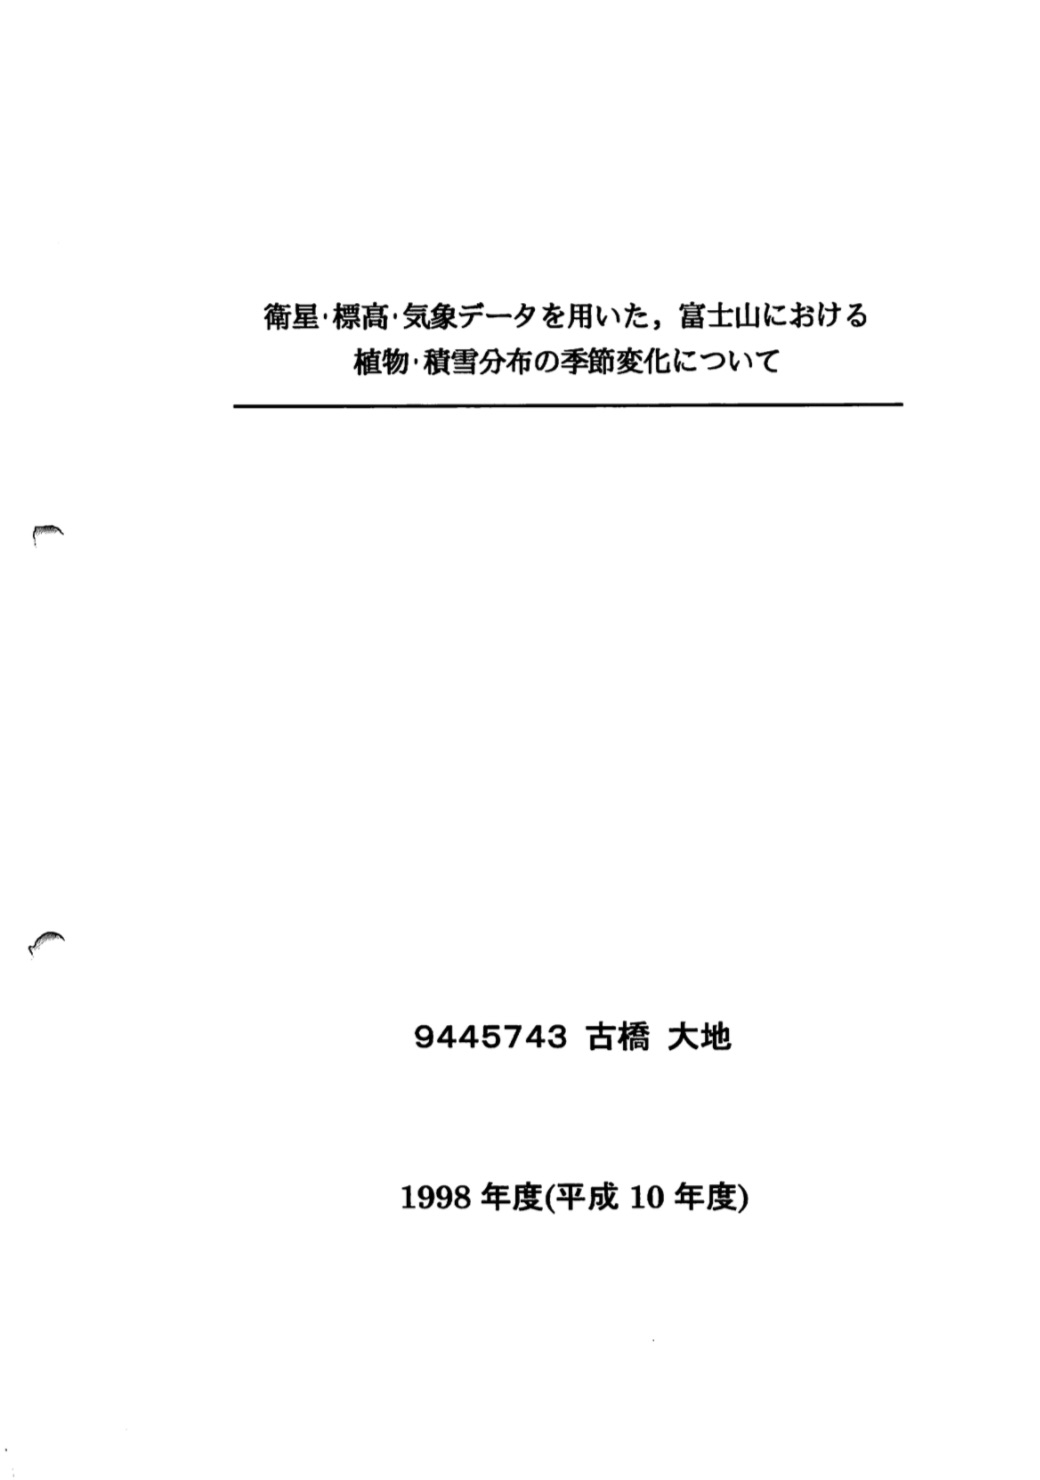 衛星·標高·気象データを用いた，富士山における
植物·積雪分布の季節変化について
9445743 古橋 大地
1998 年度(平成 10 年度)